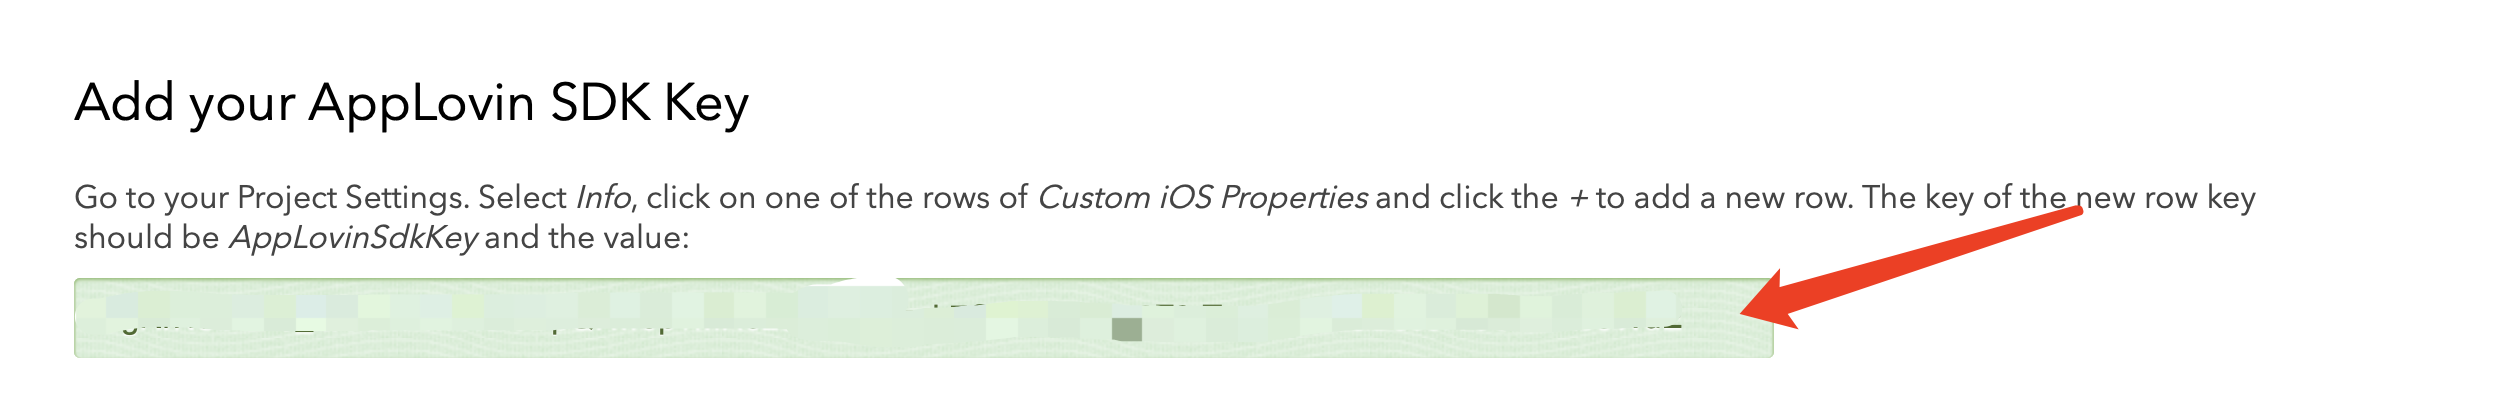 Add your AppLovin SDK Key
Go to your Project Settings. Select Info, click on one of the rows of Custom iOS Properties and click the + to add a new row. The key of the new row key
should be AppLovinSdkKey and the value: